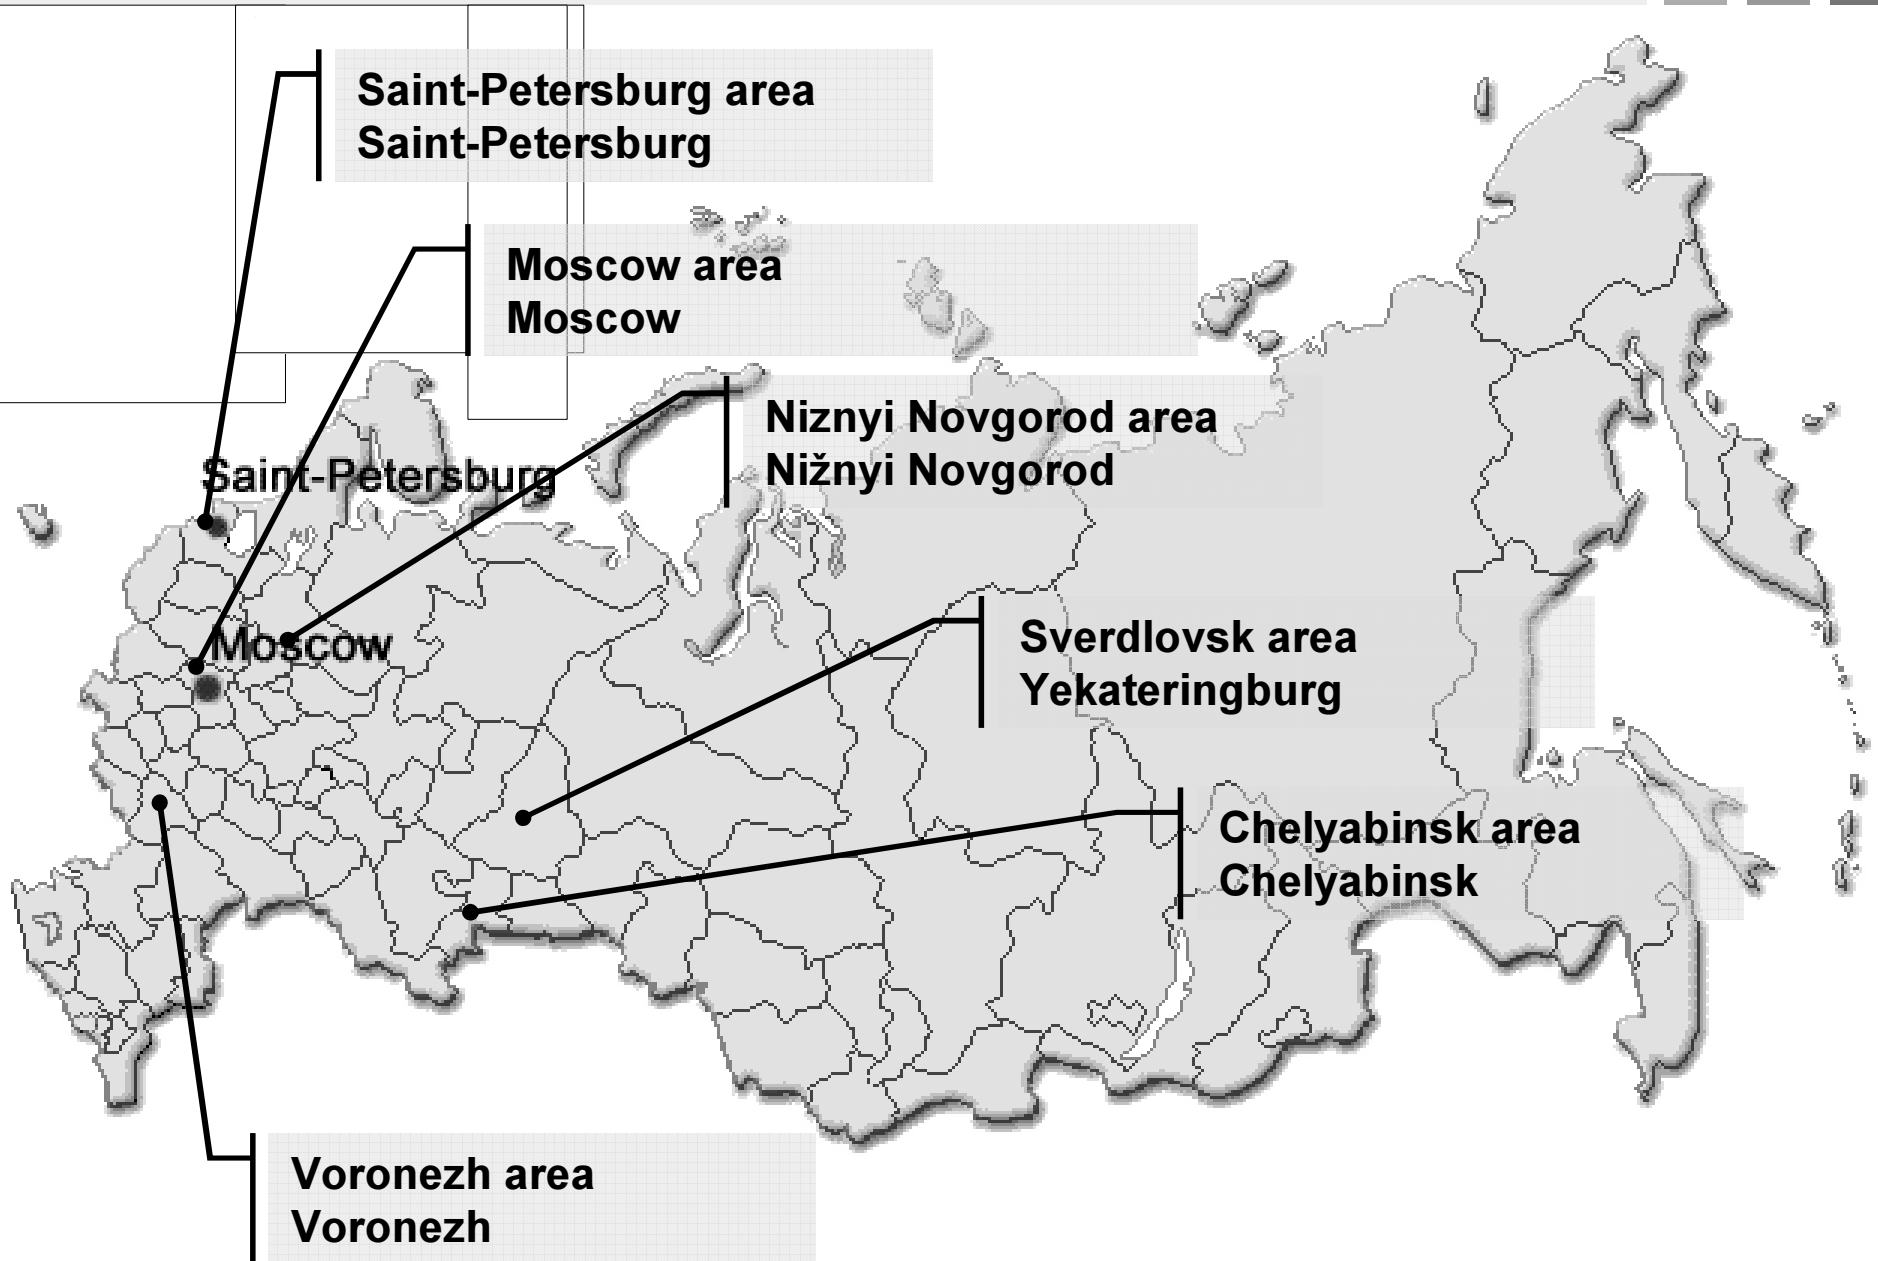 Saint-Petersburg area
Saint-Petersburg
Moscow area
Moscow
Niznyi Novgorod area
Nižnyi Novgorod
Saint-Petersburg
Moscow
Sverdlovsk area
Yekateringburg
Chelyabinsk area
Chelyabinsk
Voronezh area
Voronezh